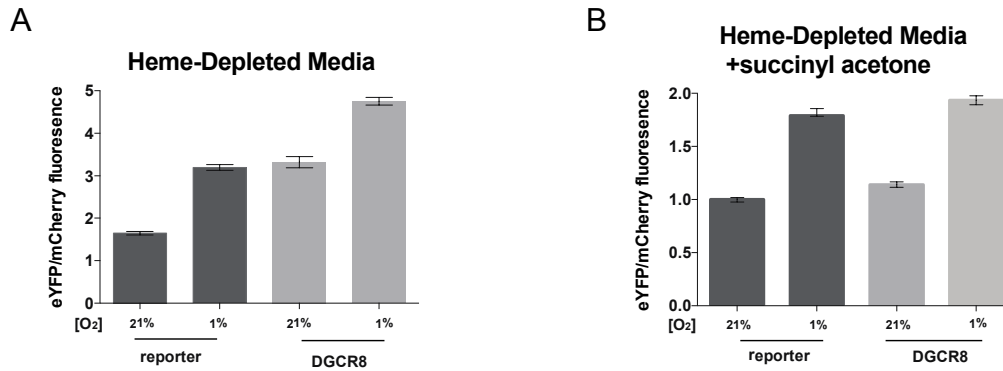 A
Heme-Depleted Media
eYFP/mCherry fluoresence
5
4
3
2
1
0
[O₂] 21% 1% 21% 1%
reporter DGCR8
B
Heme-Depleted Media
+succinyl acetone
eYFP/mCherry fluoresence
2.0
1.5
1.0
0.5
0.0
[O₂] 21% 1% 21% 1%
reporter DGCR8